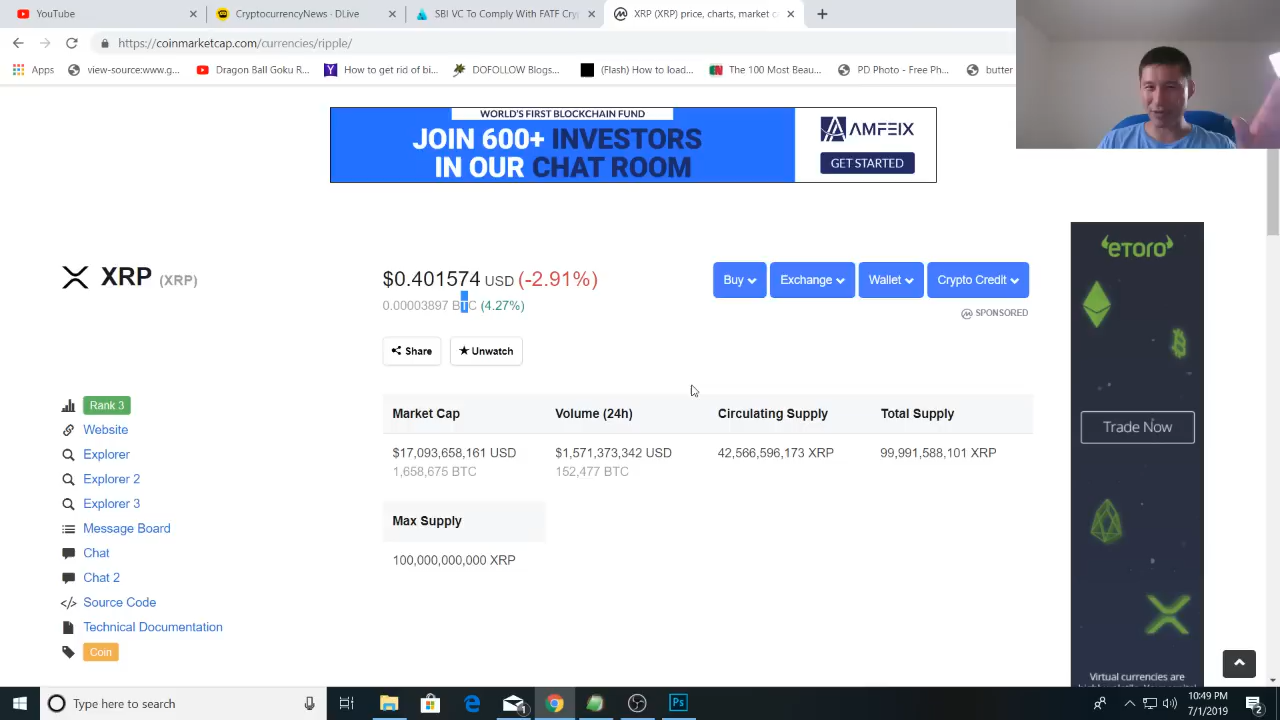 YouTube
CryptocurrencyNews - Dlive
SBI VC To Comply With FATF Cry
XRP (XRP) price, charts, market c
https://coinmarketcap.com/currencies/ripple/
Apps
view-source:www.g...
Dragon Ball Goku R...
How to get rid of bi...
DOFOLLOW Blogs...
(Flash) How to load...
The 100 Most Beau...
PD Photo - Free Ph...
butter
WORLD'S FIRST BLOCKCHAIN FUND
JOIN 600+ INVESTORS
IN OUR CHAT ROOM
AMFEIX
GET STARTED
XRP (XRP)
$0.401574 USD (-2.91%)
0.00003897 BTC (4.27%)
Buy
Exchange
Wallet
Crypto Credit
SPONSORED
Share
Unwatch
Rank 3
Website
Explorer
Explorer 2
Explorer 3
Message Board
Chat
Chat 2
Source Code
Technical Documentation
Coin
Market Cap
Volume (24h)
Circulating Supply
Total Supply
$17,093,658,161 USD
$1,571,373,342 USD
42,566,596,173 XRP
99,991,588,101 XRP
1,658,675 BTC
152,477 BTC
Max Supply
100,000,000,000 XRP
eToro
Trade Now
Virtual currencies are
Type here to search
Ps
10:49 PM
7/1/2019
2